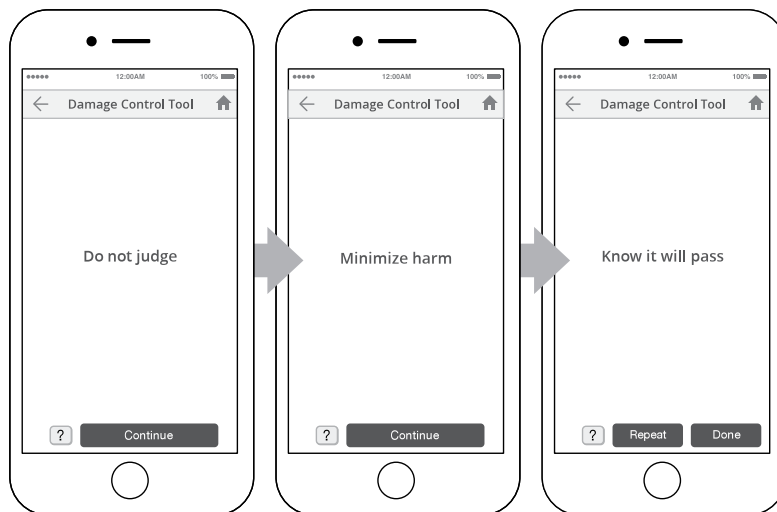 12:00AM 100%
Damage Control Tool
Do not judge
? Continue
12:00AM 100%
Damage Control Tool
Minimize harm
? Continue
12:00AM 100%
Damage Control Tool
Know it will pass
? Repeat Done